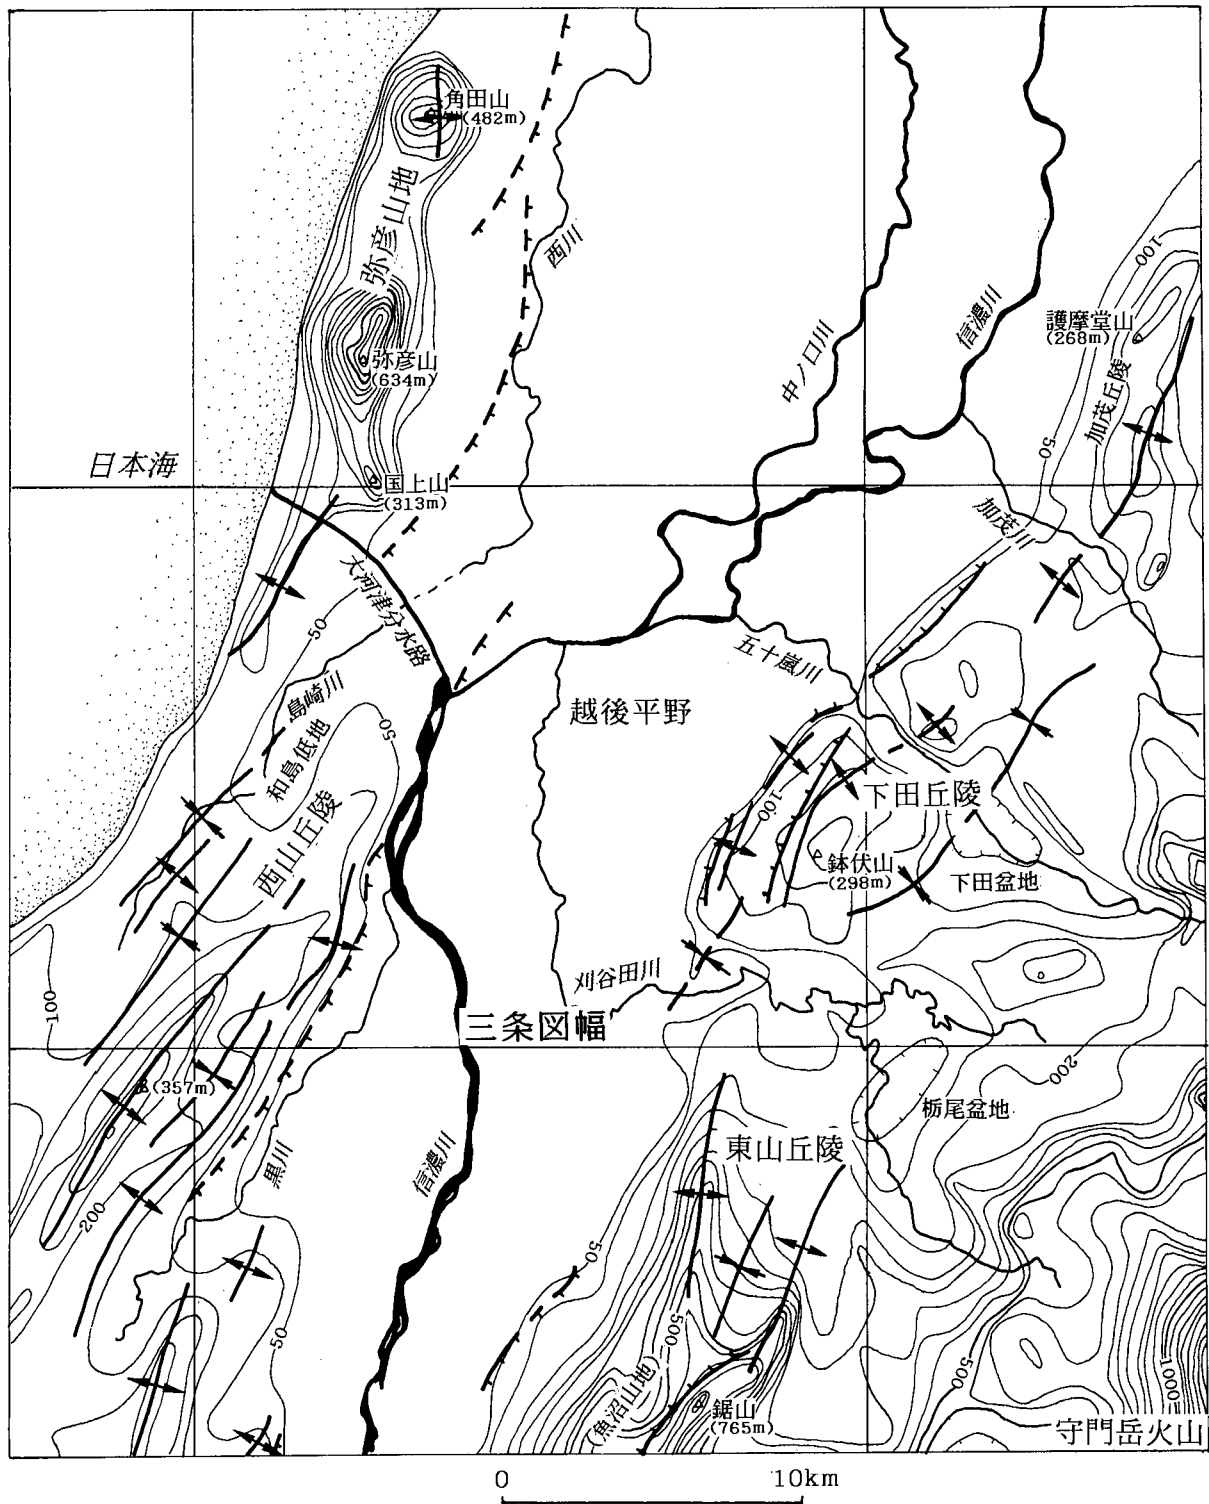 角田山
(482m)
弥彦山地
西川
100
弥彦山
(634m)
中ノ口川
信濃川
護摩堂山
(268m)
加茂丘陵
50
日本海
国上山
(313m)
加茂川
大河津分水路
50
五十嵐川
島崎川
越後平野
50
和島低地
西山丘陵
100
下田丘陵
鉢伏山
(298m)
下田盆地
100
刈谷田川
三条図幅
200
(357m)
栃尾盆地
黒川
信濃川
東山丘陵
200
50
50
500
500
1000
(魚沼山地)
鋸山
(765m)
守門岳火山
0
10km